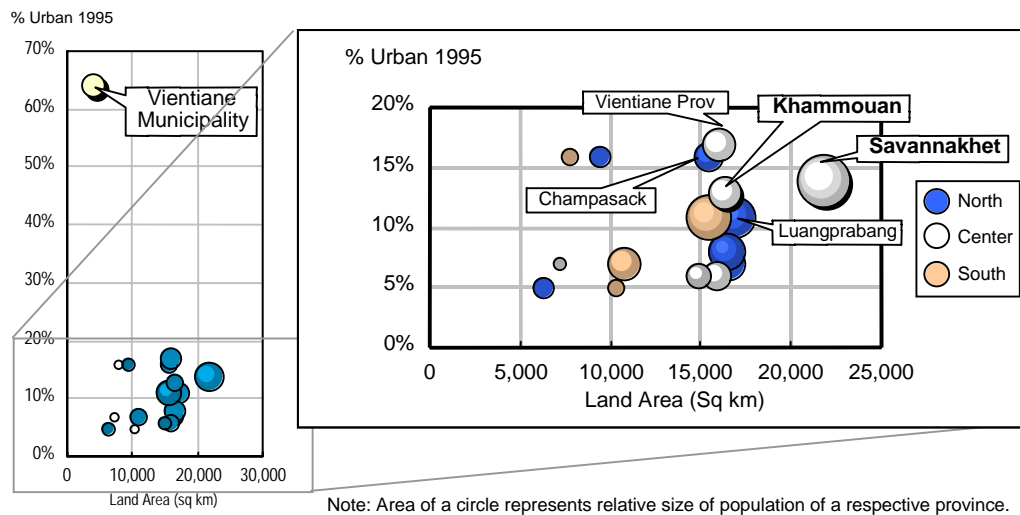 % Urban 1995
70%
60%
50%
40%
30%
20%
10%
0%
0
10,000
20,000
30,000
Land Area (sq km)
Vientiane
Municipality
% Urban 1995
20%
15%
10%
5%
0%
0
5,000
10,000
15,000
20,000
25,000
Land Area (Sq km)
Vientiane Prov
Khammouan
Savannakhet
Champasack
Luangprabang
North
Center
South
Note: Area of a circle represents relative size of population of a respective province.